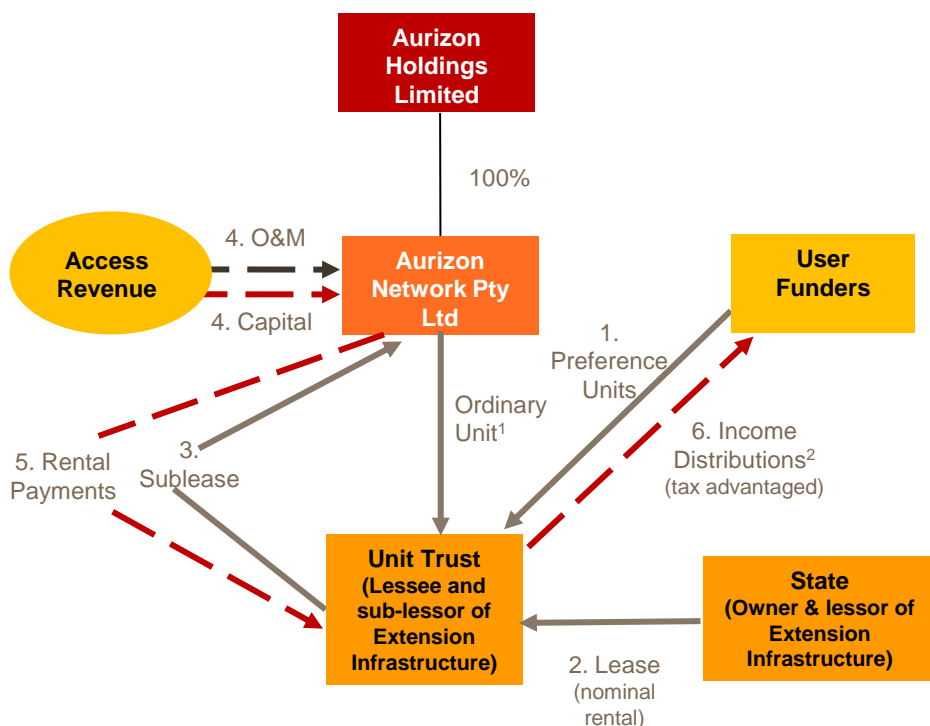 Aurizon
Holdings
Limited
100%
4. O&M
Access
Revenue
4. Capital
Aurizon
Network Pty
Ltd
User
Funders
1.
Preference
Units
Ordinary
Unit¹
6. Income
Distributions²
(tax advantaged)
3.
Sublease
5. Rental
Payments
Unit Trust
(Lessee and
sub-lessor of
Extension
Infrastructure)
State
(Owner & lessor of
Extension
Infrastructure)
2. Lease
(nominal
rental)